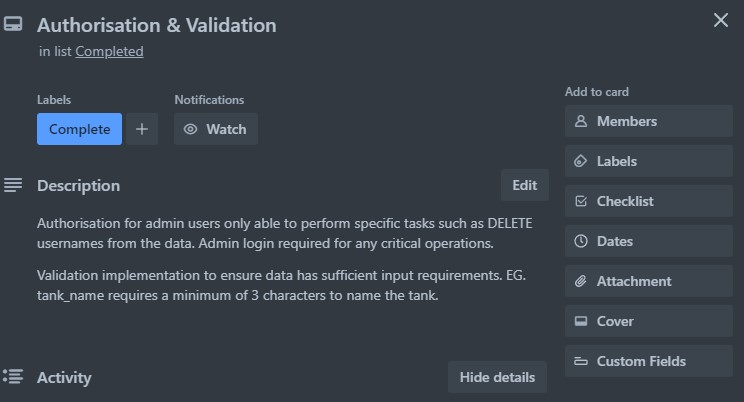 Authorisation & Validation
in list Completed
Labels
Notifications
Complete
Watch
Description
Edit
Authorisation for admin users only able to perform specific tasks such as DELETE
usernames from the data. Admin login required for any critical operations.
Validation implementation to ensure data has sufficient input requirements. EG.
tank_name requires a minimum of 3 characters to name the tank.
Activity
Hide details
Add to card
Members
Labels
Checklist
Dates
Attachment
Cover
Custom Fields